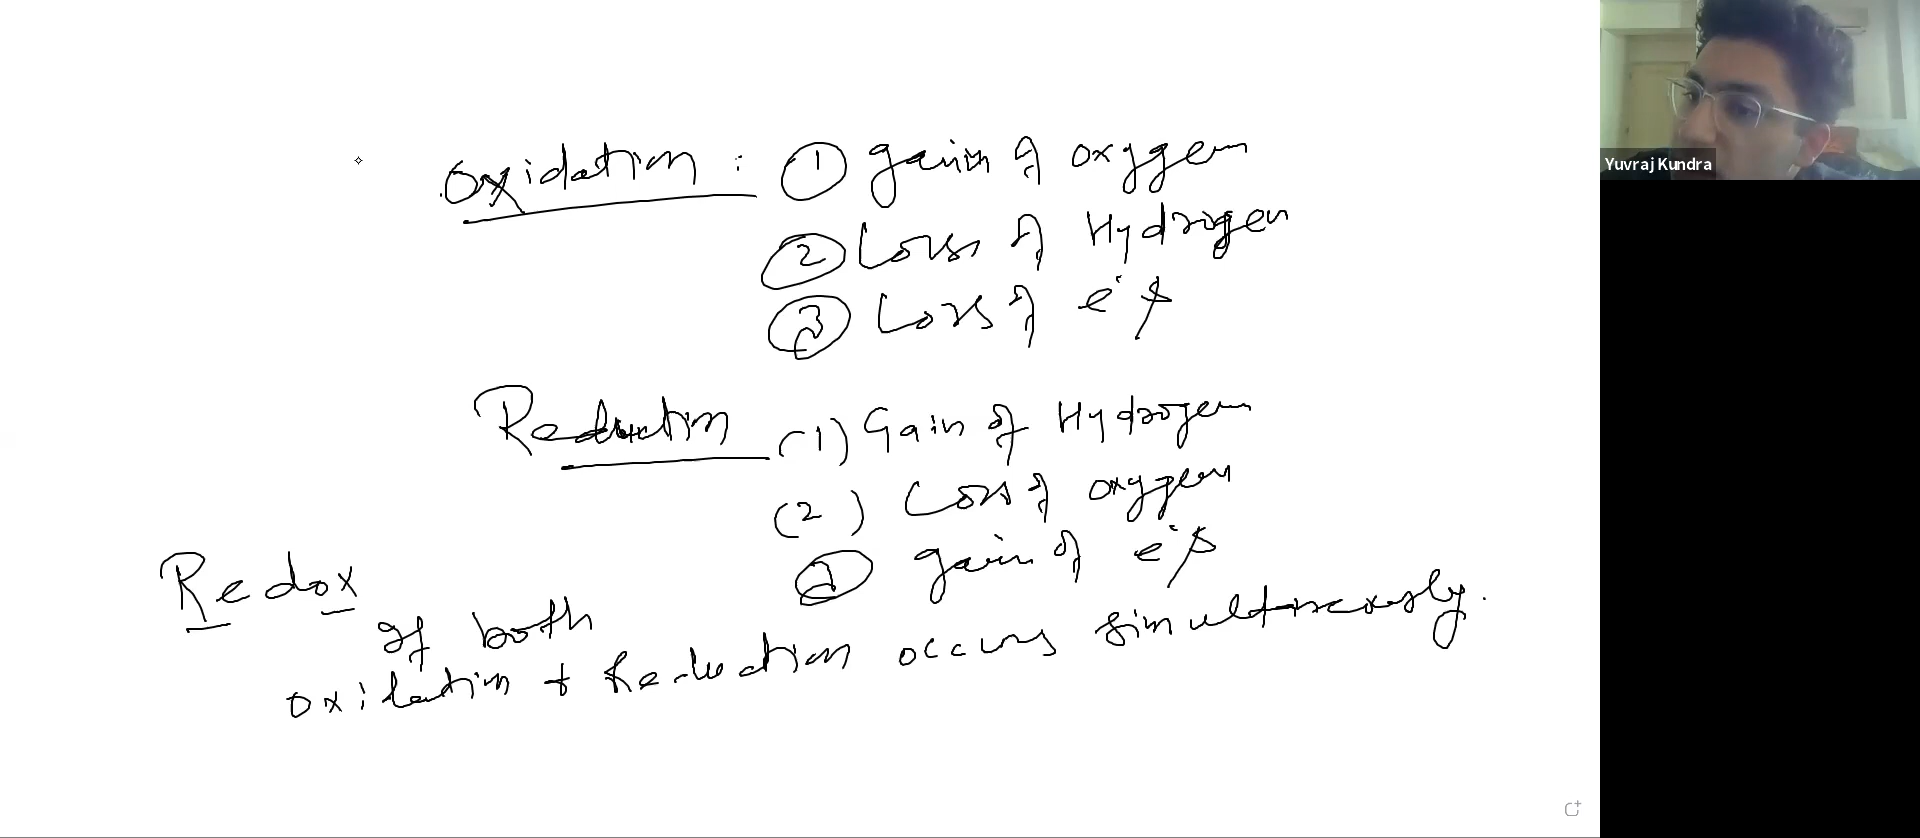 Oxidation : ① gain of oxygen
② Loss of Hydrogen
③ Loss of e⁻s
Reduction (1) Gain of Hydrogen
(2) Loss of oxygen
gain of e⁻s
Redox
If both
oxidation + Reduction occurs simultaneously.
Yuvraj Kundra